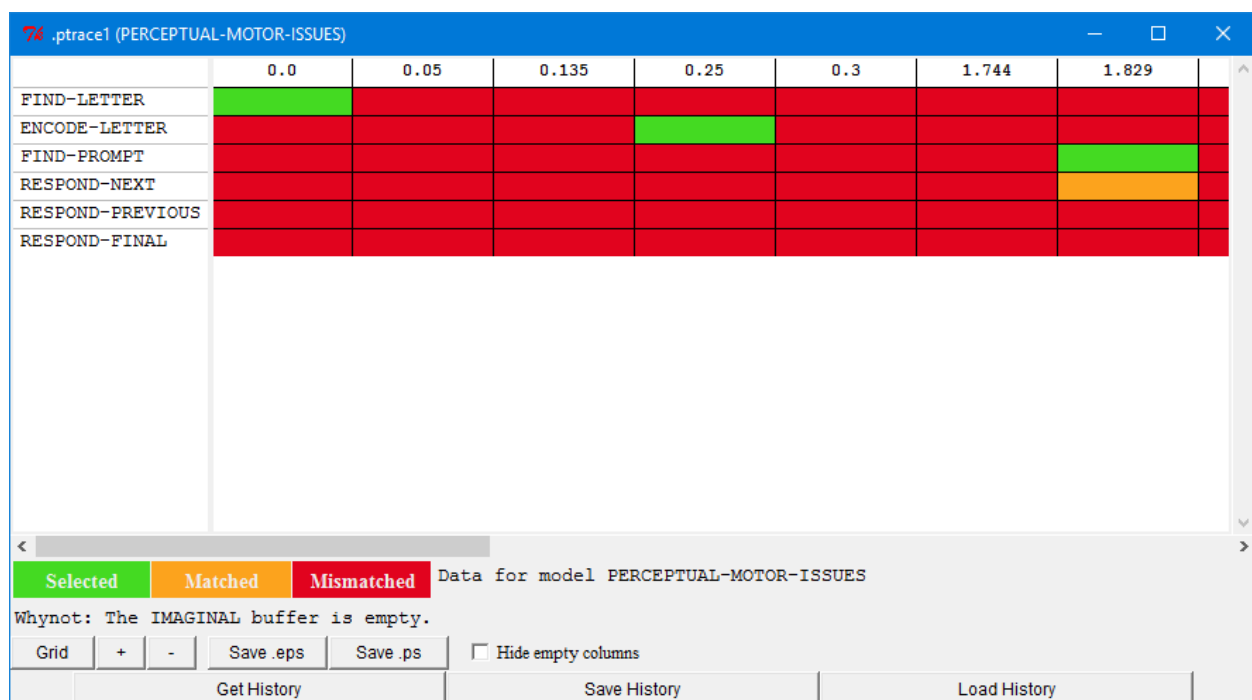 .ptrace1 (PERCEPTUAL-MOTOR-ISSUES)
0.0 0.05 0.135 0.25 0.3 1.744 1.829
FIND-LETTER
ENCODE-LETTER
FIND-PROMPT
RESPOND-NEXT
RESPOND-PREVIOUS
RESPOND-FINAL
Selected Matched Mismatched Data for model PERCEPTUAL-MOTOR-ISSUES
Whynot: The IMAGINAL buffer is empty.
Grid + - Save .eps Save .ps Hide empty columns
Get History Save History Load History